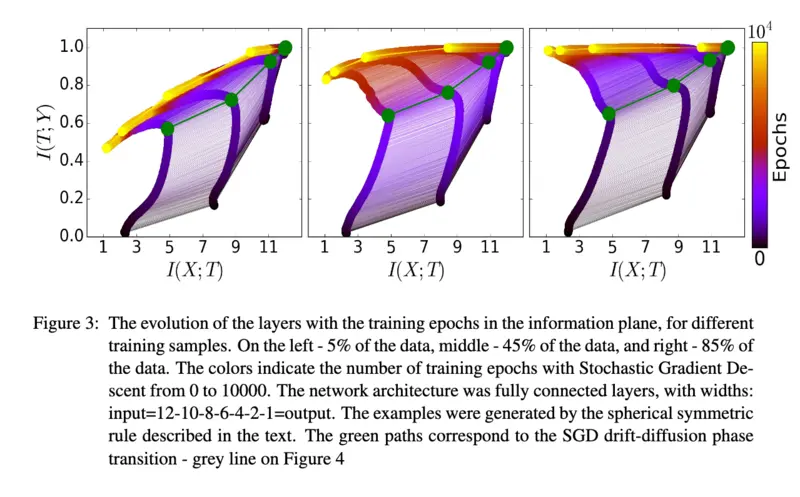 10⁴
1.0
0.8
0.6
0.4
0.2
0.0
I(T;Y)
1 3 5 7 9 11
1 3 5 7 9 11
1 3 5 7 9 11
I(X;T)
I(X;T)
I(X;T)
Epochs
0
Figure 3: The evolution of the layers with the training epochs in the information plane, for different
training samples. On the left - 5% of the data, middle - 45% of the data, and right - 85% of
the data. The colors indicate the number of training epochs with Stochastic Gradient De-
scent from 0 to 10000. The network architecture was fully connected layers, with widths:
input=12-10-8-6-4-2-1=output. The examples were generated by the spherical symmetric
rule described in the text. The green paths correspond to the SGD drift-diffusion phase
transition - grey line on Figure 4